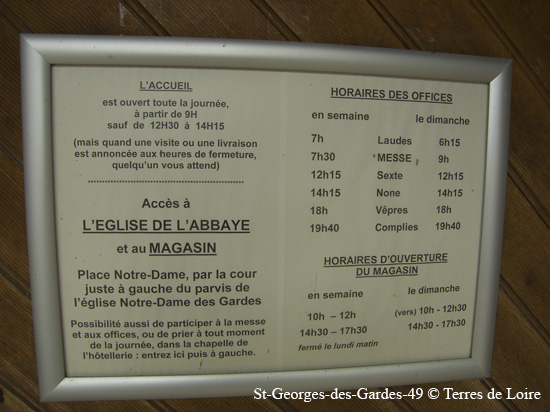 L'ACCUEIL
est ouvert toute la journée,
à partir de 9H
sauf de 12H30 à 14H15
(mais quand une visite ou une livraison
est annoncée aux heures de fermeture,
quelqu'un vous attend)
Accès à
L'EGLISE DE L'ABBAYE
et au MAGASIN
Place Notre-Dame, par la cour
juste à gauche du parvis de
l'église Notre-Dame des Gardes
Possibilité aussi de participer à la messe
et aux offices, ou de prier à tout moment
de la journée, dans la chapelle de
l'hôtellerie : entrez ici puis à gauche.
HORAIRES DES OFFICES
en semaine le dimanche
7h Laudes 6h15
7h30 *MESSE 9h
12h15 Sexte 12h15
14h15 None 14h15
18h Vêpres 18h
19h40 Complies 19h40
HORAIRES D'OUVERTURE
DU MAGASIN
en semaine le dimanche
10h – 12h (vers) 10h - 12h30
14h30 – 17h30 14h30 - 17h30
fermé le lundi matin
St-Georges-des-Gardes-49 © Terres de Loire